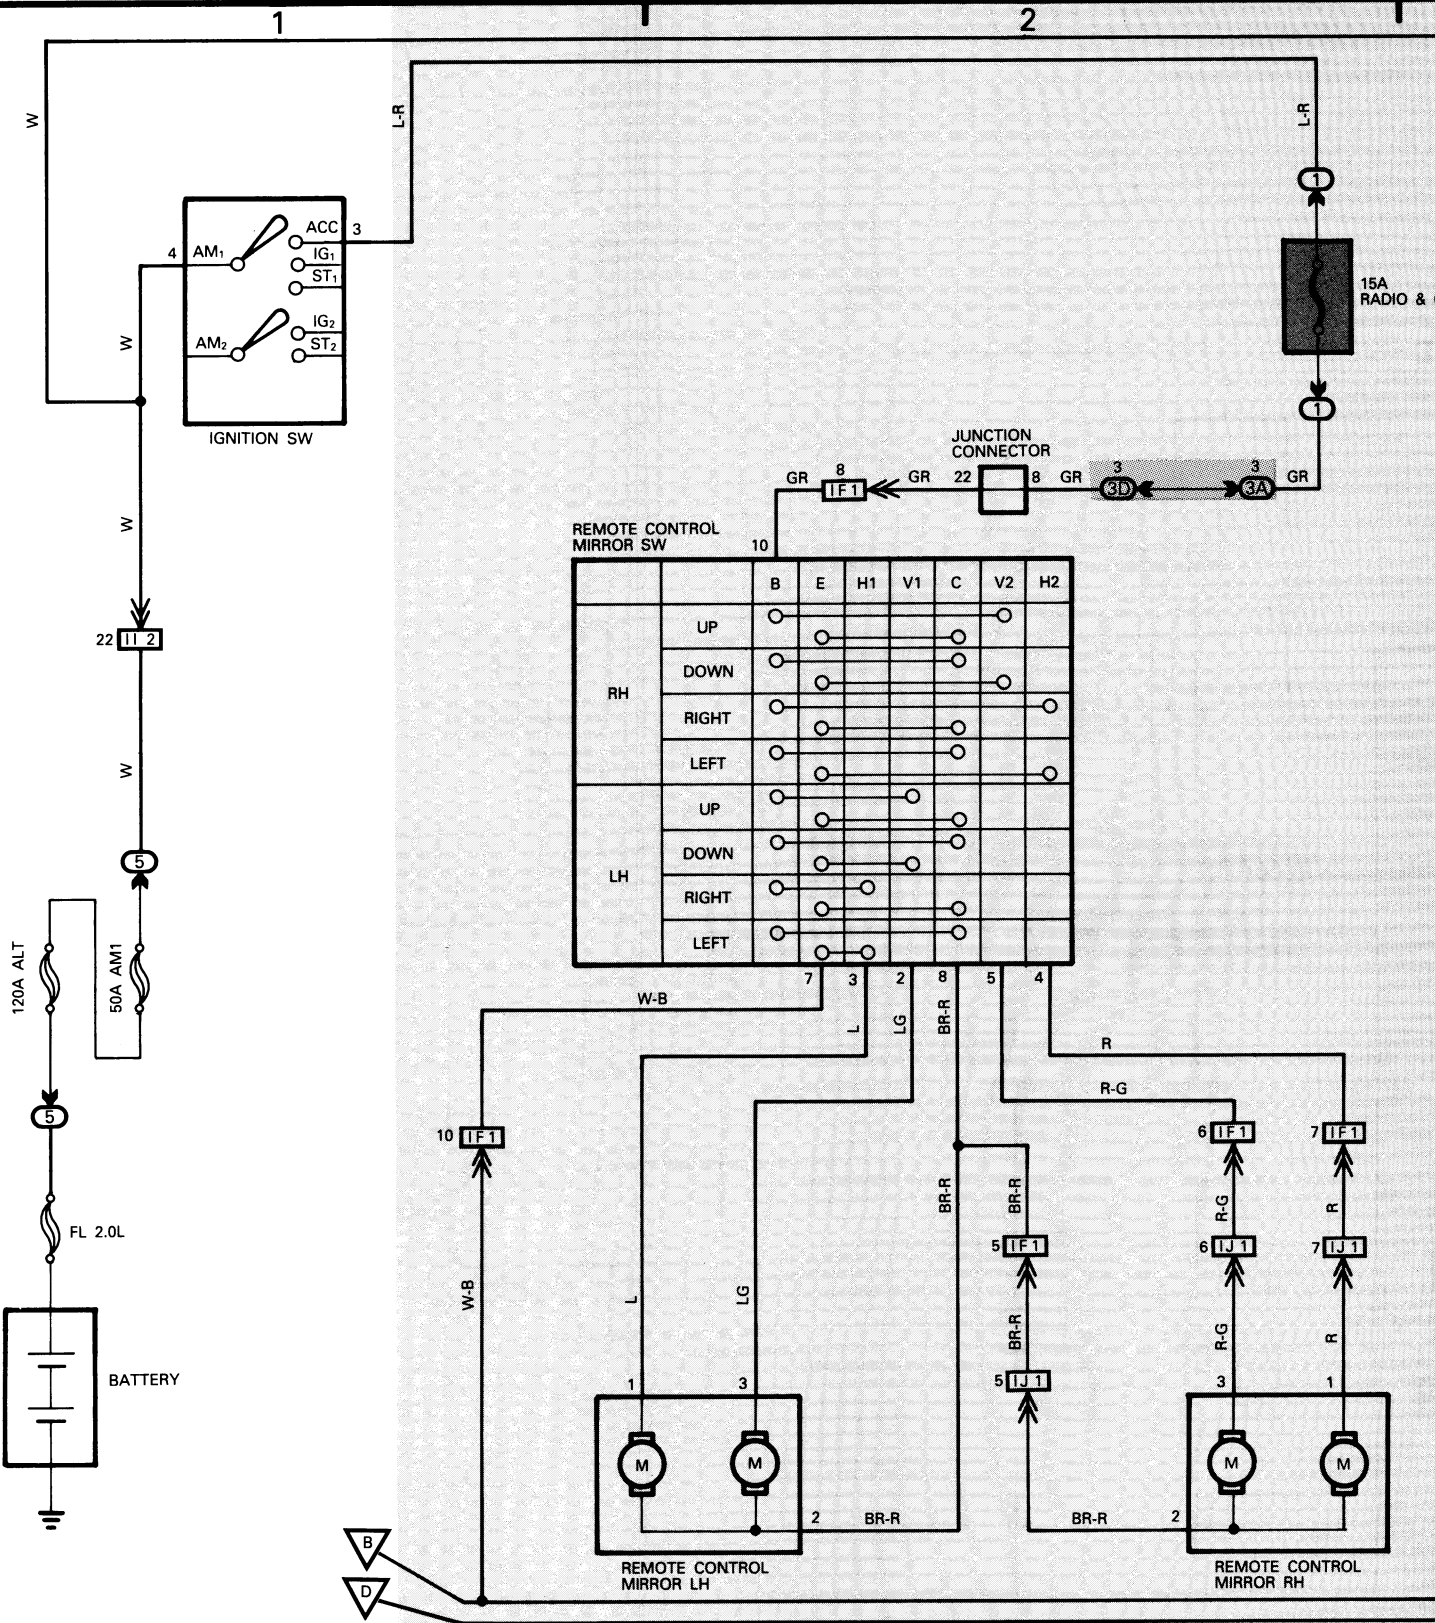 1 2
W
L-R
L-R
1
ACC 3
4 AM1
IG1
ST1
IG2
AM2
ST2
W
IGNITION SW
15A
RADIO &
1
JUNCTION
CONNECTOR
GR 8 IF1 GR 22 8 GR 3 3D 3 3A GR
W
REMOTE CONTROL
MIRROR SW
10
B E H1 V1 C V2 H2
RH
UP
DOWN
RIGHT
LEFT
LH
UP
DOWN
RIGHT
LEFT
22 II 2
W
5
120A ALT
50A AM1
5
FL 2.0L
BATTERY
7 3 2 8 5 4
W-B
L
LG
BR-R
R
R-G
10 IF1
6 IF1
7 IF1
BR-R
BR-R
R-G
R
5 IF1
6 IJ1
7 IJ1
W-B
L
LG
BR-R
R-G
R
5 IJ1
1 3
3 1
M M
M M
2 BR-R
BR-R 2
REMOTE CONTROL
MIRROR LH
REMOTE CONTROL
MIRROR RH
B
D